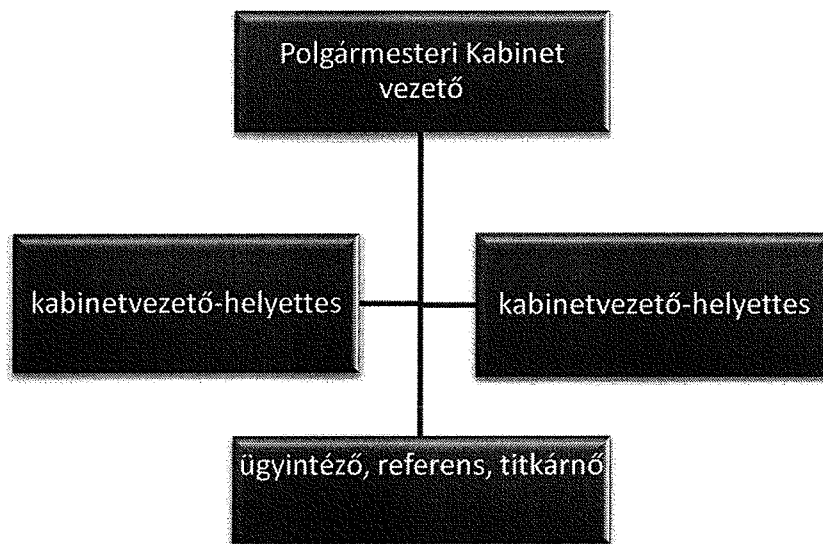 Polgármesteri Kabinet
vezető
kabinetvezető-helyettes
kabinetvezető-helyettes
ügyintéző, referens, titkárnő